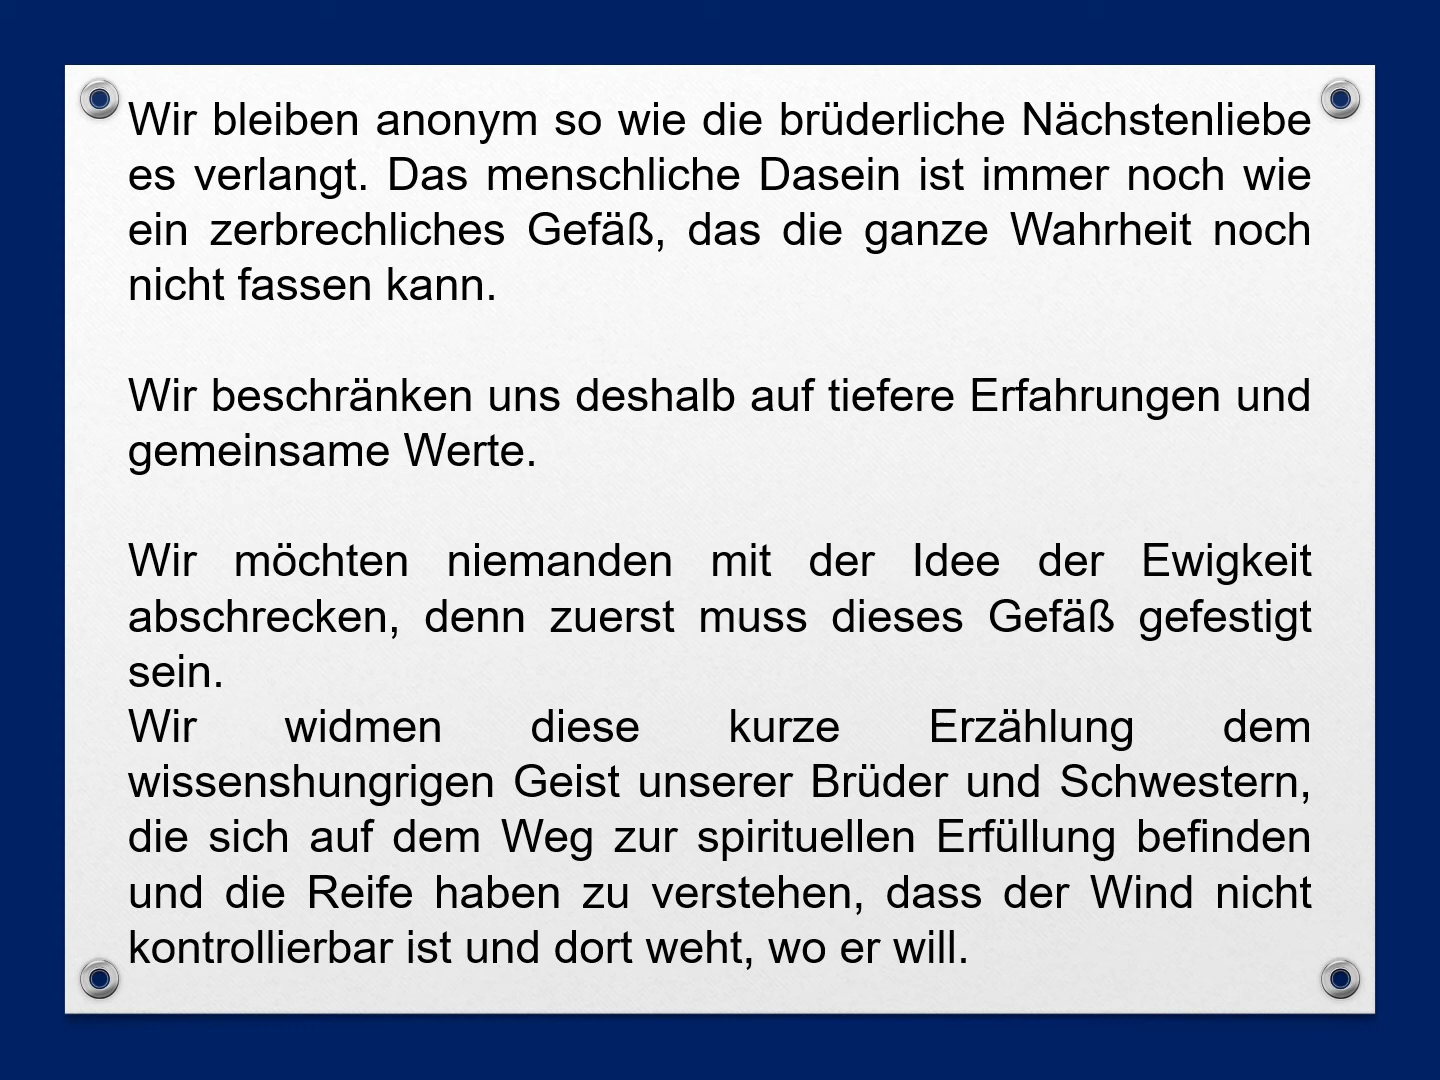 Wir bleiben anonym so wie die brüderliche Nächstenliebe
es verlangt. Das menschliche Dasein ist immer noch wie
ein zerbrechliches Gefäß, das die ganze Wahrheit noch
nicht fassen kann.
Wir beschränken uns deshalb auf tiefere Erfahrungen und
gemeinsame Werte.
Wir möchten niemanden mit der Idee der Ewigkeit
abschrecken, denn zuerst muss dieses Gefäß gefestigt
sein.
Wir widmen diese kurze Erzählung dem
wissenshungrigen Geist unserer Brüder und Schwestern,
die sich auf dem Weg zur spirituellen Erfüllung befinden
und die Reife haben zu verstehen, dass der Wind nicht
kontrollierbar ist und dort weht, wo er will.